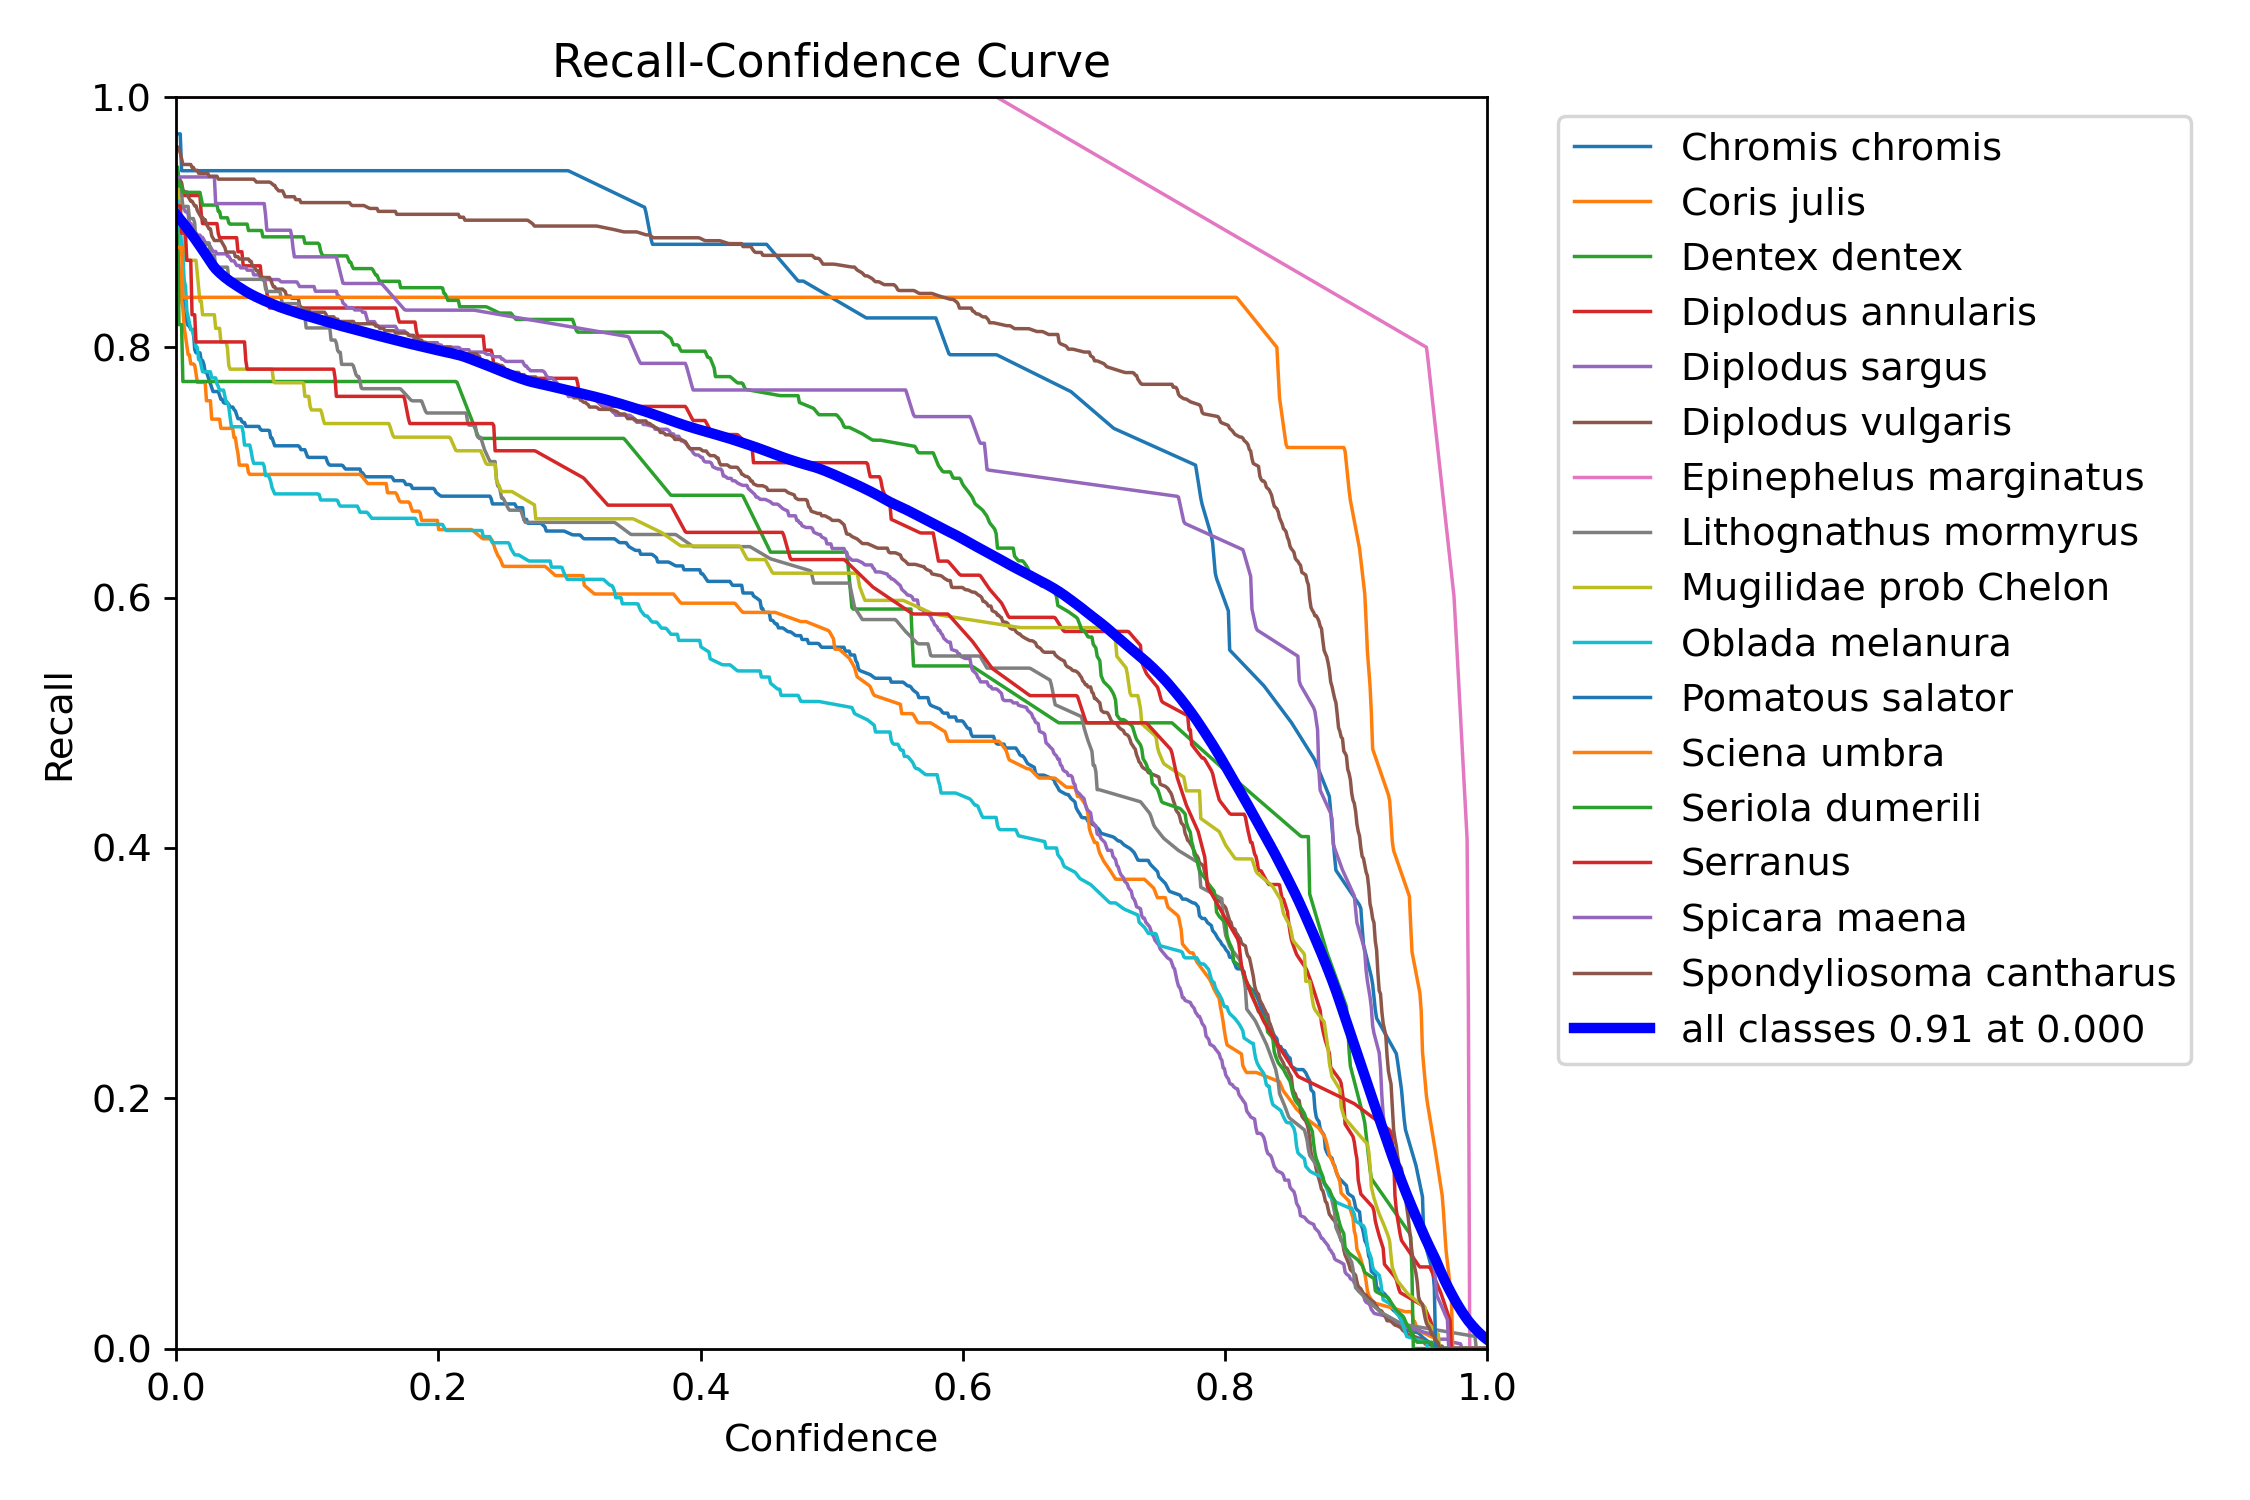 Recall-Confidence Curve
1.0
0.8
0.6
0.4
0.2
0.0
Recall
0.0 0.2 0.4 0.6 0.8 1.0
Confidence
Chromis chromis
Coris julis
Dentex dentex
Diplodus annularis
Diplodus sargus
Diplodus vulgaris
Epinephelus marginatus
Lithognathus mormyrus
Mugilidae prob Chelon
Oblada melanura
Pomatous salator
Sciena umbra
Seriola dumerili
Serranus
Spicara maena
Spondyliosoma cantharus
all classes 0.91 at 0.000